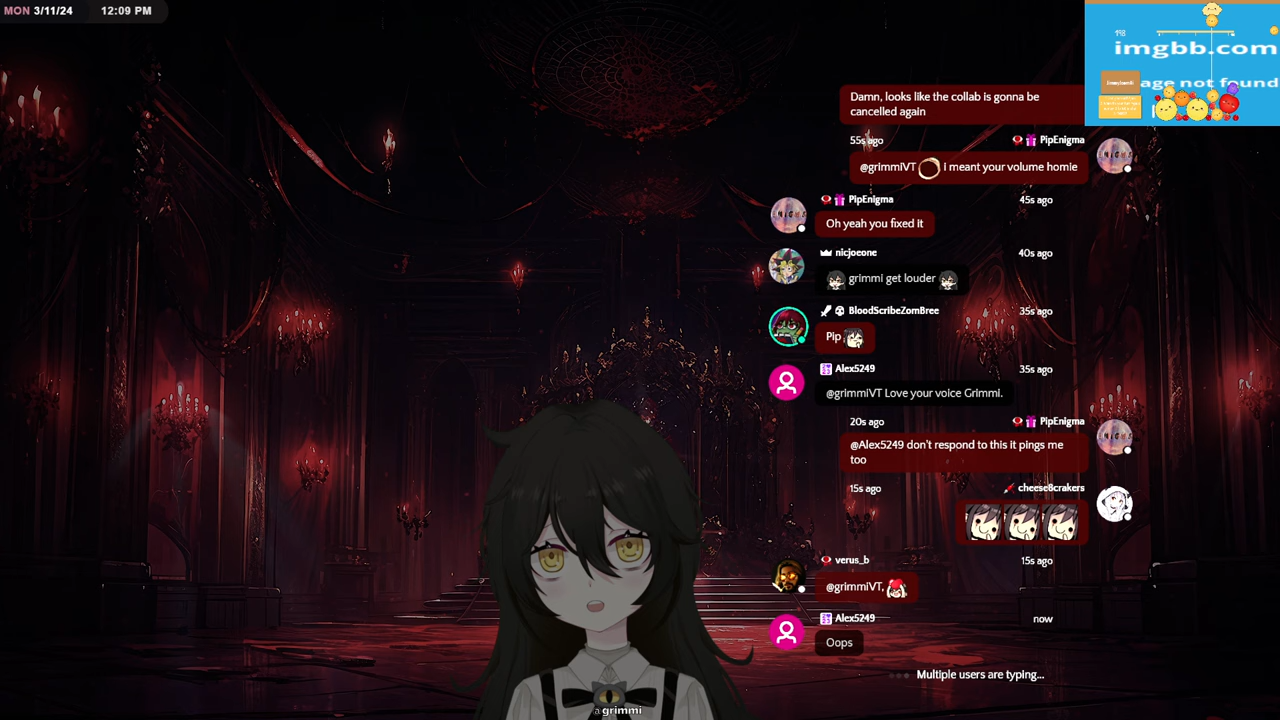 MON 3/11/24 12:09 PM
imgbb.com
age not found
Damn, looks like the collab is gonna be
cancelled again
55s ago PipEnigma
@grimmiVT i meant your volume homie
PipEnigma 45s ago
Oh yeah you fixed it
nicjoeone 40s ago
grimmi get louder
BloodScribeZomBree 35s ago
Pip
Alex5249 35s ago
@grimmiVT Love your voice Grimmi.
20s ago PipEnigma
@Alex5249 don't respond to this it pings me
too
15s ago cheese8crakers
verus_b 15s ago
@grimmiVT,
Alex5249 now
Oops
Multiple users are typing...
a grimmi